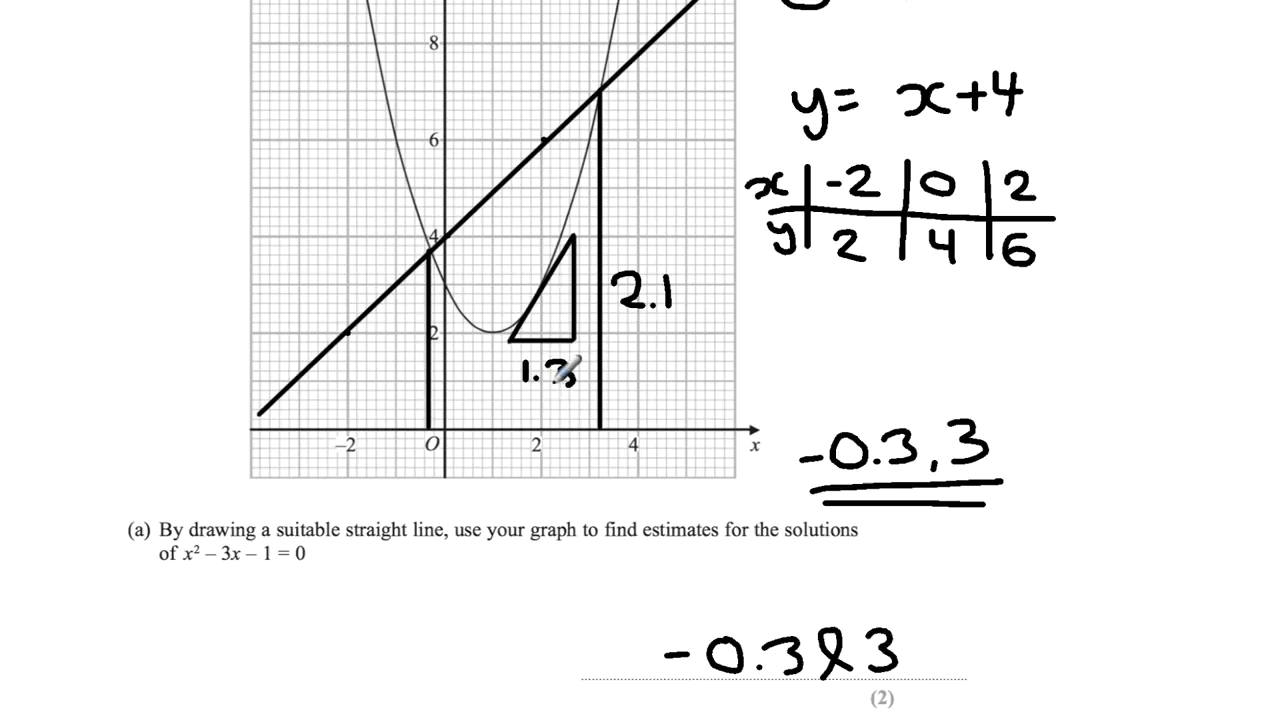 8
y= x+4
6
x -2 0 2
y 2 4 6
4
2.1
2
1.3
-2 O 2 4 x
-0.3,3
(a) By drawing a suitable straight line, use your graph to find estimates for the solutions
of x² – 3x – 1 = 0
-0.3 & 3
(2)